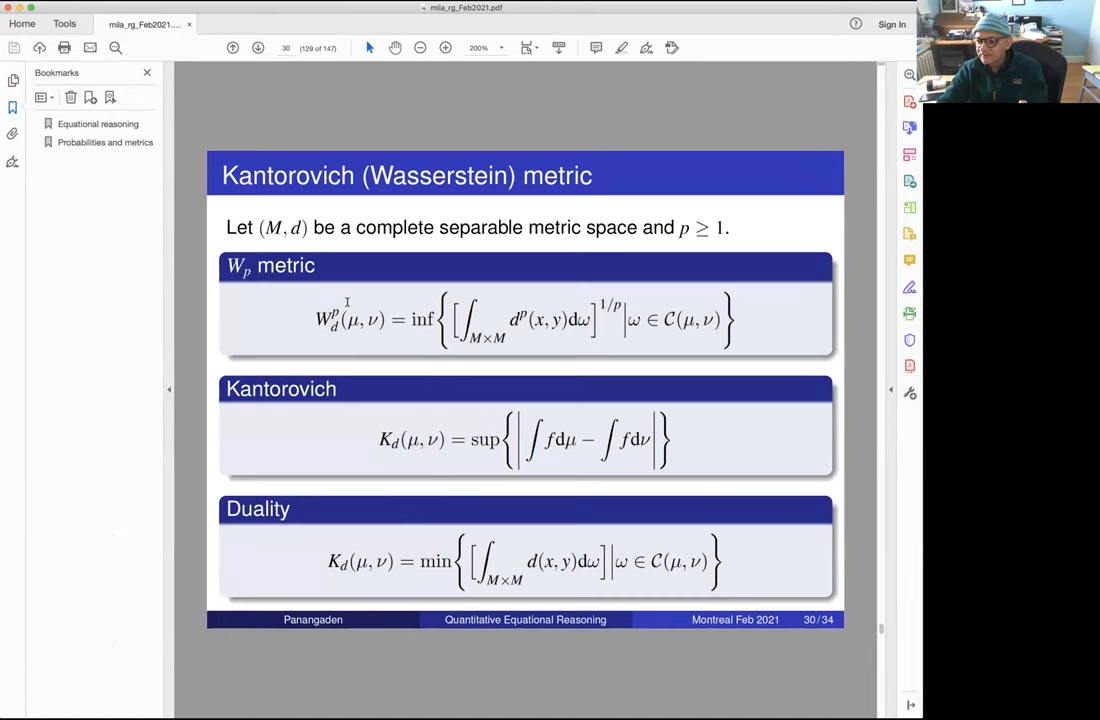 mila_rg_Feb2021.pdf
Home Tools mila_rg_Feb2021.... × ? Sign In
30 (129 of 147) 200%
Bookmarks ×
Equational reasoning
Probabilities and metrics
Kantorovich (Wasserstein) metric
Let (M, d) be a complete separable metric space and p ≥ 1.
W_p metric
W_d^p(μ, ν) = inf{[∫_{M×M} d^p(x, y)dω]^{1/p} | ω ∈ C(μ, ν)}
Kantorovich
K_d(μ, ν) = sup{|∫ fdμ − ∫ fdν|}
Duality
K_d(μ, ν) = min{[∫_{M×M} d(x, y)dω] | ω ∈ C(μ, ν)}
Panangaden Quantitative Equational Reasoning Montreal Feb 2021 30 / 34